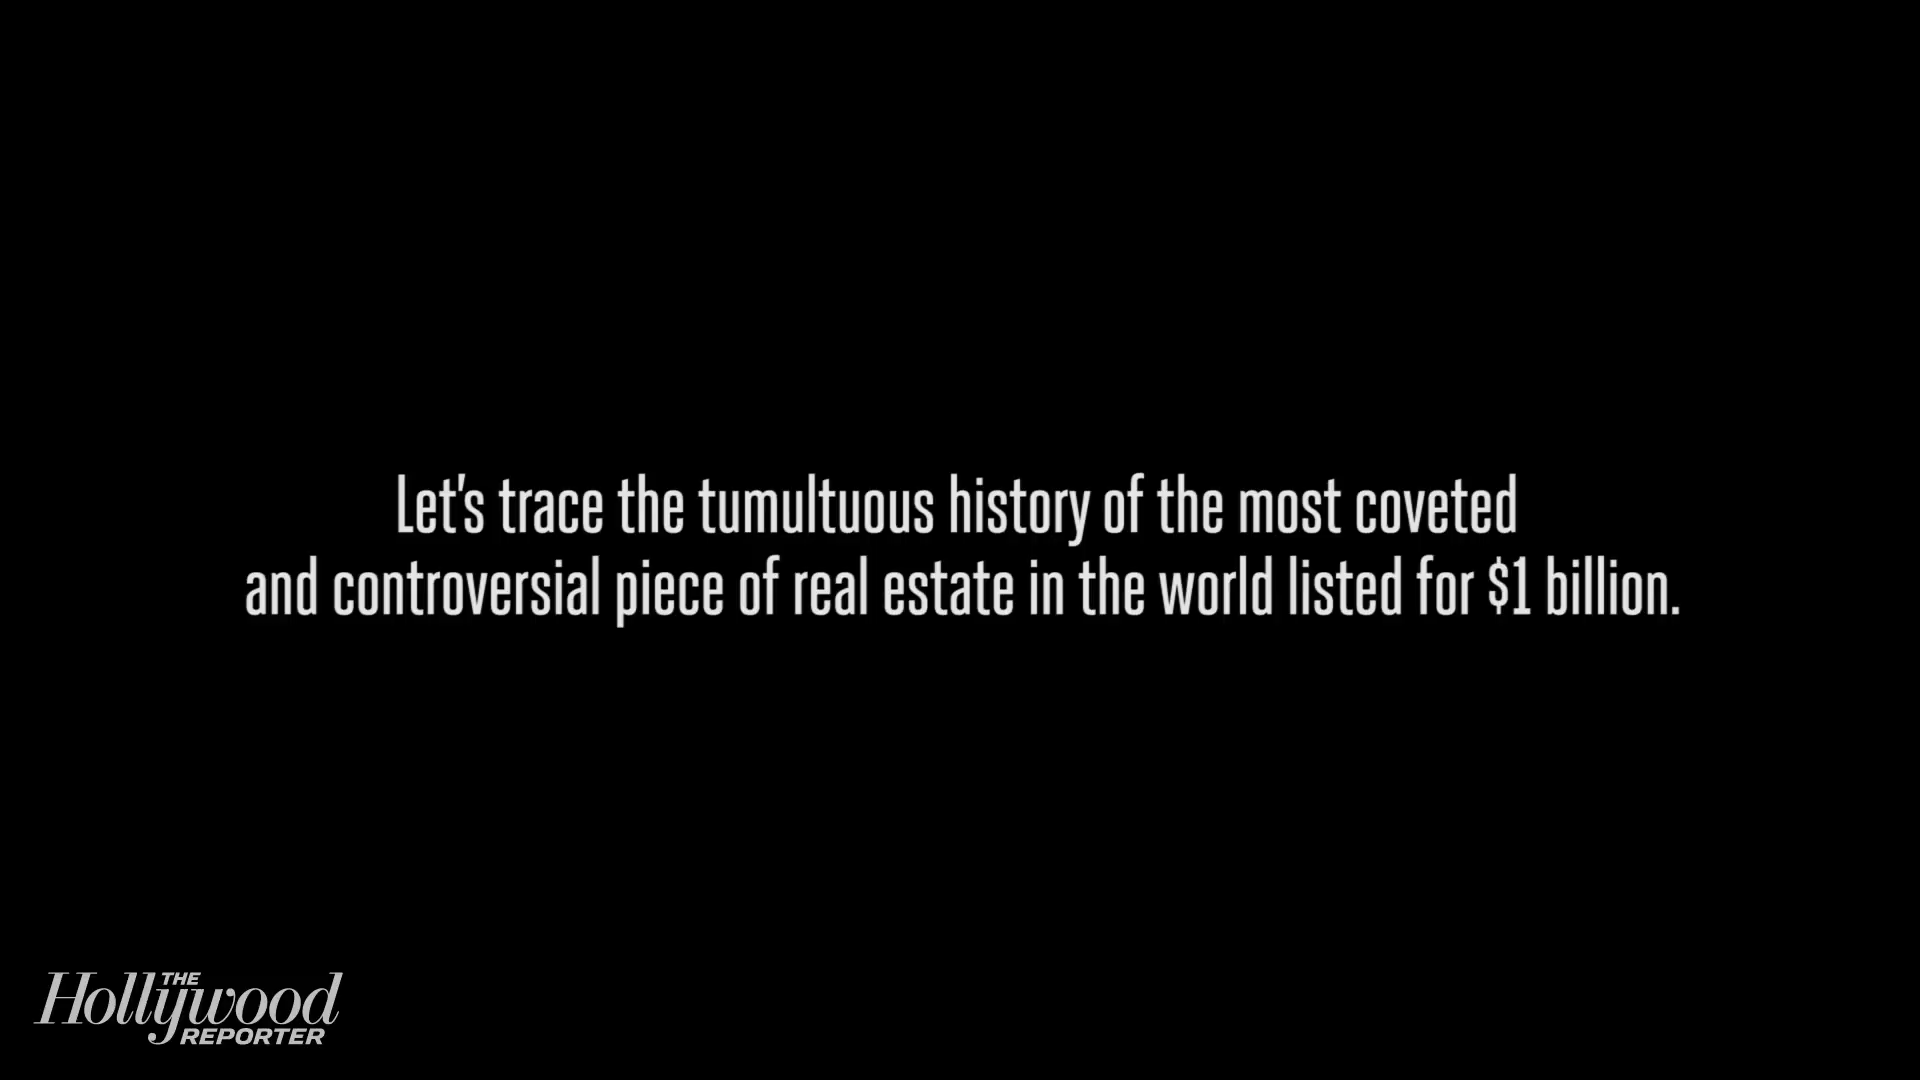 Let's trace the tumultuous history of the most coveted
and controversial piece of real estate in the world listed for $1 billion.
THE
Hollywood
REPORTER